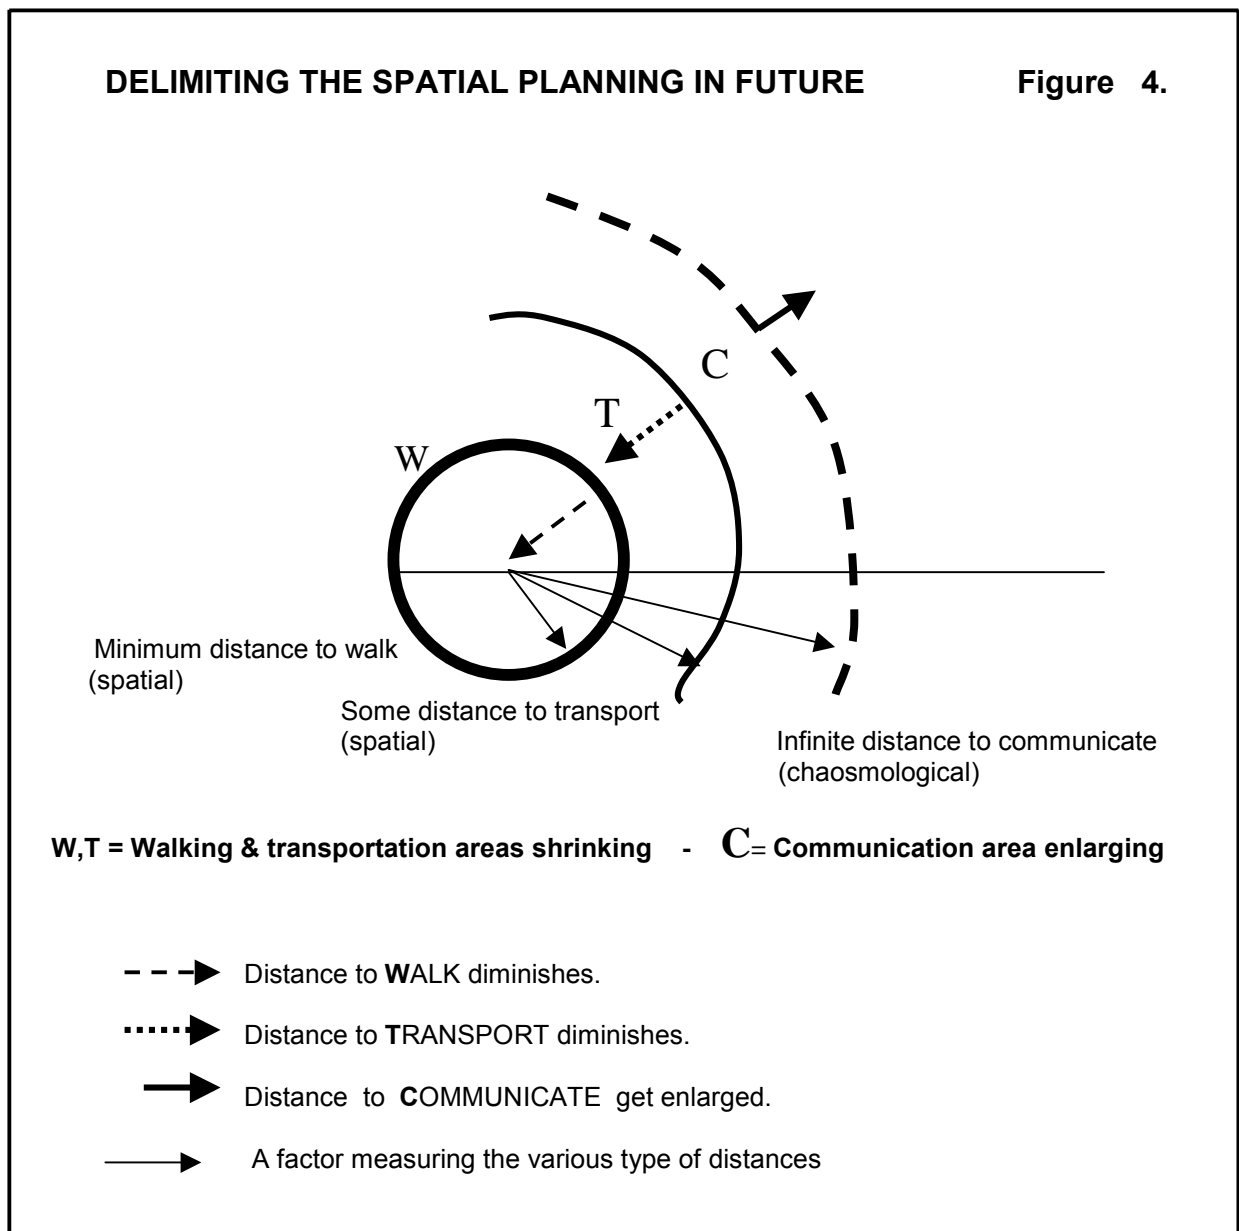 DELIMITING THE SPATIAL PLANNING IN FUTURE Figure 4.
C
T
W
Minimum distance to walk
(spatial)
Some distance to transport
(spatial)
Infinite distance to communicate
(chaosmological)
W,T = Walking & transportation areas shrinking - C= Communication area enlarging
Distance to WALK diminishes.
Distance to TRANSPORT diminishes.
Distance to COMMUNICATE get enlarged.
A factor measuring the various type of distances